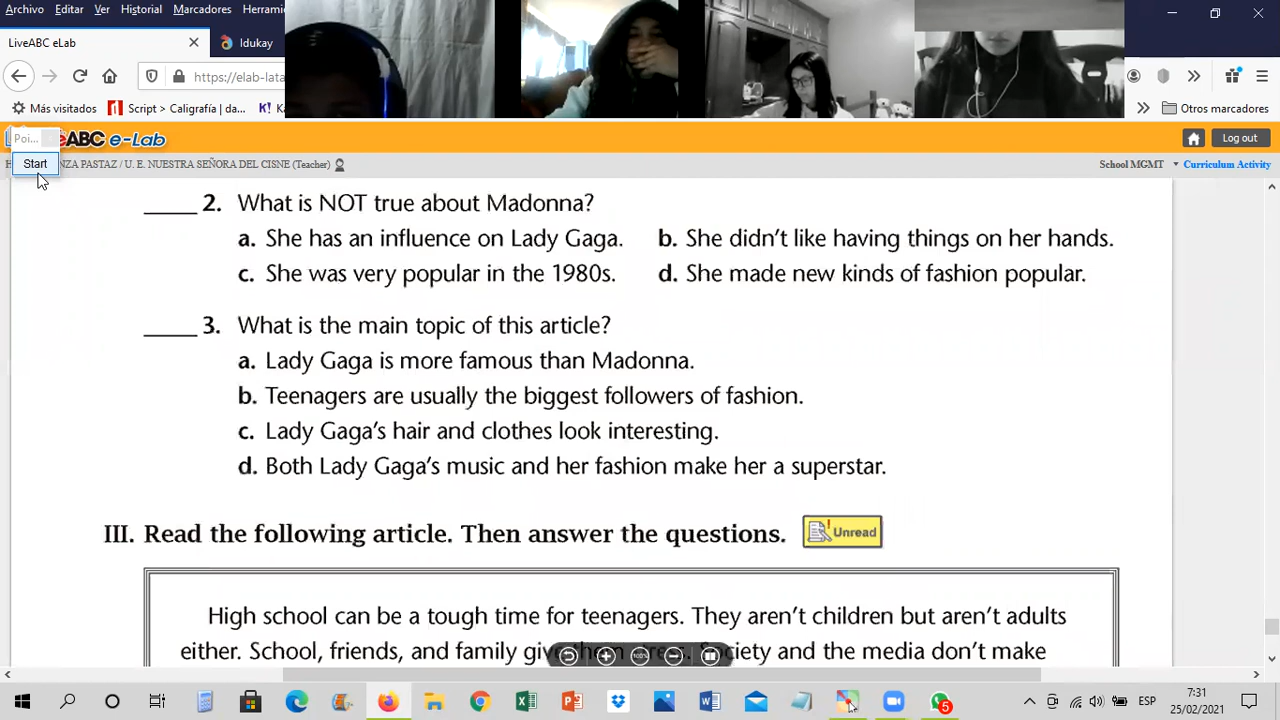 Archivo Editar Ver Historial Marcadores Herramien
LiveABC eLab
Idukay
https://elab-lata
Más visitados
Script > Caligrafía | da...
Otros marcadores
Poi...
ABC e-Lab
Log out
Start
NZA PASTAZ / U. E. NUESTRA SEÑORA DEL CISNE (Teacher)
School MGMT
Curriculum Activity
____ 2. What is NOT true about Madonna?
a. She has an influence on Lady Gaga. b. She didn't like having things on her hands.
c. She was very popular in the 1980s. d. She made new kinds of fashion popular.
____ 3. What is the main topic of this article?
a. Lady Gaga is more famous than Madonna.
b. Teenagers are usually the biggest followers of fashion.
c. Lady Gaga's hair and clothes look interesting.
d. Both Lady Gaga's music and her fashion make her a superstar.
III. Read the following article. Then answer the questions.
Unread
High school can be a tough time for teenagers. They aren't children but aren't adults
either. School, friends, and family give them Society and the media don't make
100%
ESP
7:31
25/02/2021
5